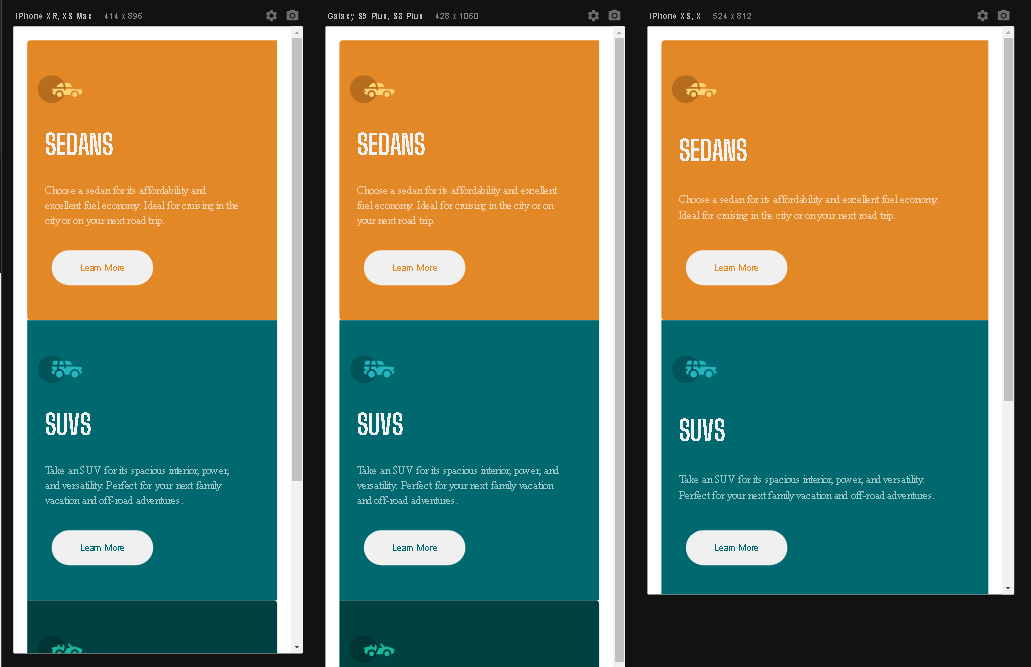 iPhone XR, XS Max 414 x 896
SEDANS
Choose a sedan for its affordability and
excellent fuel economy. Ideal for cruising in the
city or on your next road trip.
Learn More
SUVS
Take an SUV for its spacious interior, power,
and versatility. Perfect for your next family
vacation and off-road adventures.
Learn More
Galaxy S9 Plus, S8 Plus 428 x 1060
SEDANS
Choose a sedan for its affordability and excellent
fuel economy. Ideal for cruising in the city or on
your next road trip.
Learn More
SUVS
Take an SUV for its spacious interior, power, and
versatility. Perfect for your next family vacation
and off-road adventures.
Learn More
iPhone XS, X 524 x 812
SEDANS
Choose a sedan for its affordability and excellent fuel economy.
Ideal for cruising in the city or on your next road trip.
Learn More
SUVS
Take an SUV for its spacious interior, power, and versatility.
Perfect for your next family vacation and off-road adventures.
Learn More